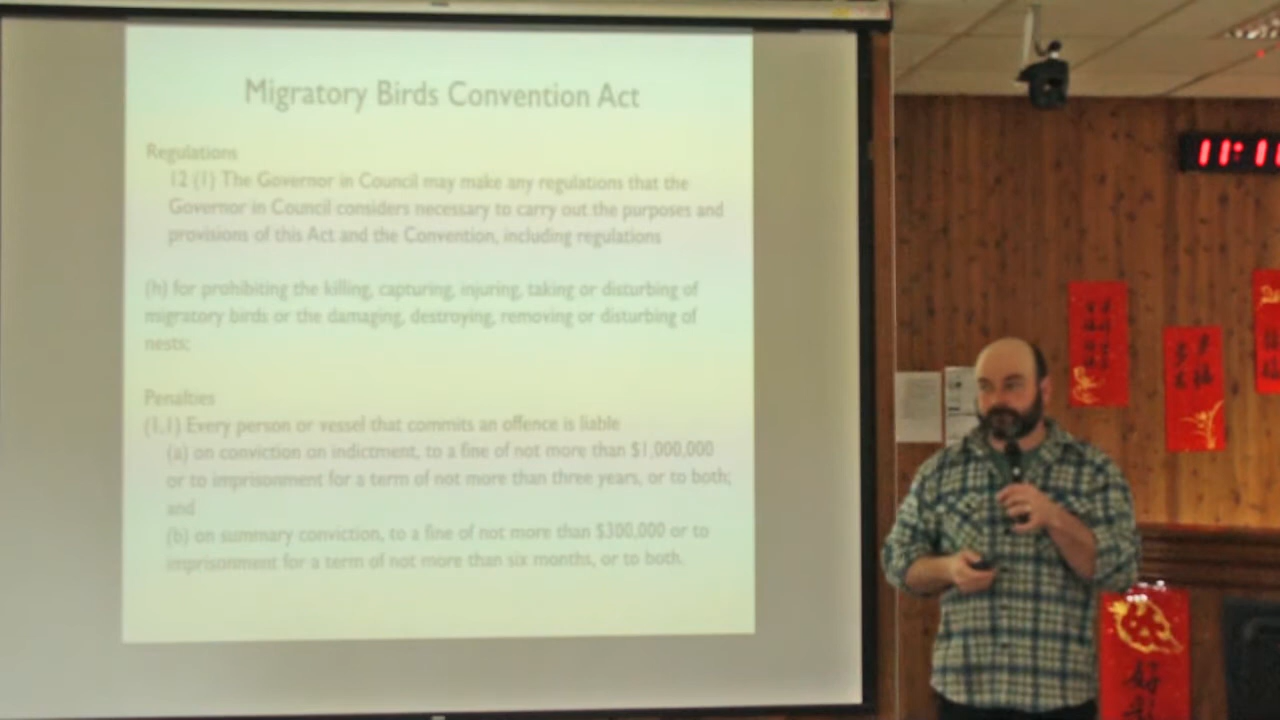 Migratory Birds Convention Act
Regulations
12 (1) The Governor in Council may make any regulations that the
Governor in Council considers necessary to carry out the purposes and
provisions of this Act and the Convention, including regulations
(h) for prohibiting the killing, capturing, injuring, taking or disturbing of
migratory birds or the damaging, destroying, removing or disturbing of
nests;
Penalties
(1.1) Every person or vessel that commits an offence is liable
(a) on conviction on indictment, to a fine of not more than $1,000,000
or to imprisonment for a term of not more than three years, or to both;
and
(b) on summary conviction, to a fine of not more than $300,000 or to
imprisonment for a term of not more than six months, or to both.
11:1